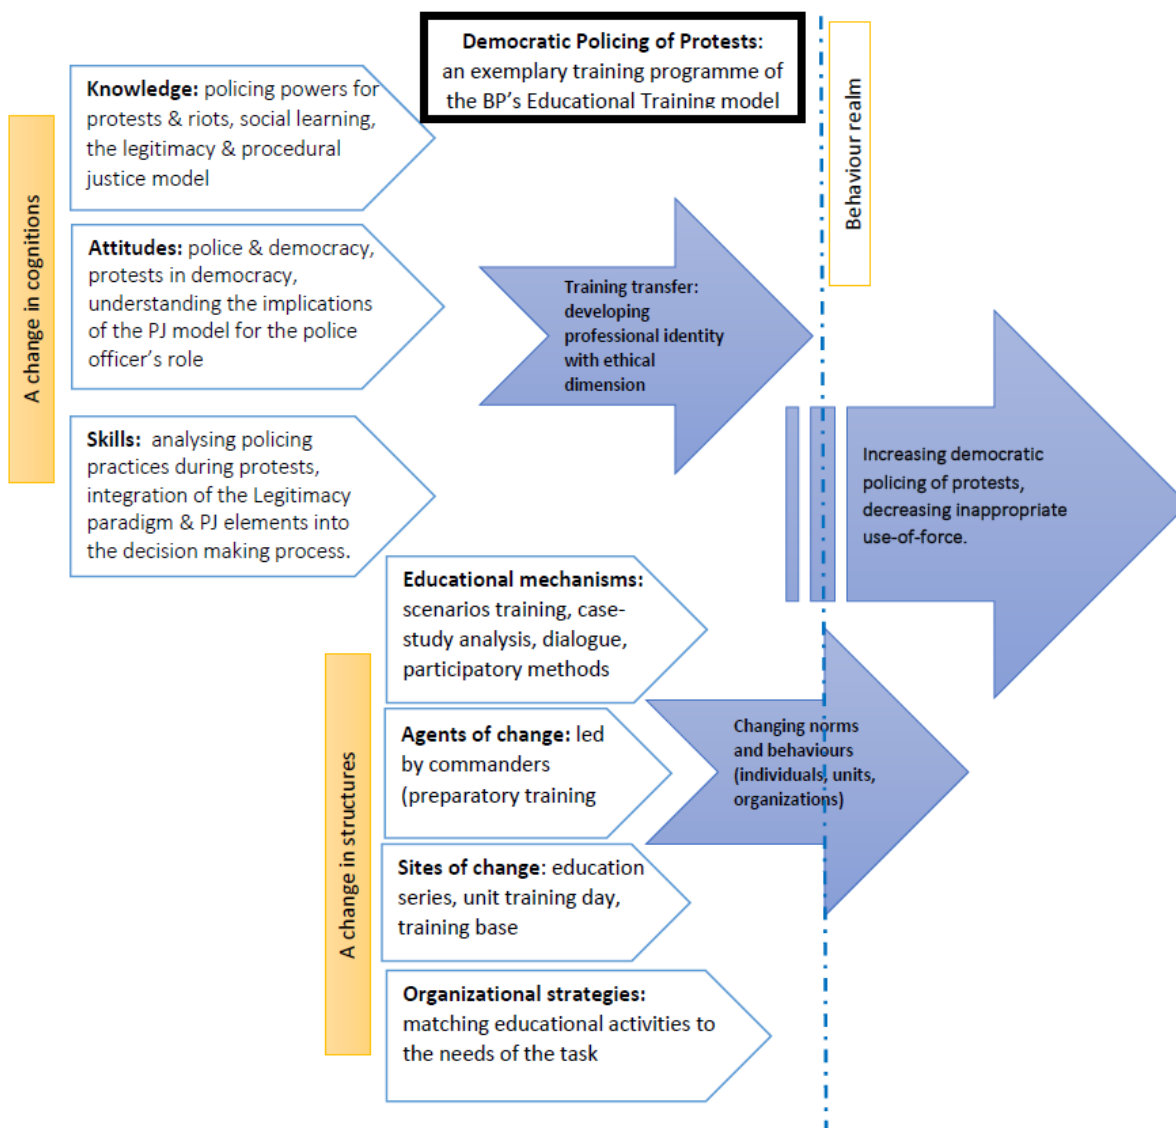 Democratic Policing of Protests:
an exemplary training programme of
the BP's Educational Training model
Behaviour realm
A change in cognitions
Knowledge: policing powers for
protests & riots, social learning,
the legitimacy & procedural
justice model
Attitudes: police & democracy,
protests in democracy,
understanding the implications
of the PJ model for the police
officer's role
Skills:  analysing policing
practices during protests,
integration of the Legitimacy
paradigm & PJ elements into
the decision making process.
Training transfer:
developing
professional identity
with ethical
dimension
Increasing democratic
policing of protests,
decreasing inappropriate
use-of-force.
A change in structures
Educational mechanisms:
scenarios training, case-
study analysis, dialogue,
participatory methods
Agents of change: led
by commanders
(preparatory training
Sites of change: education
series, unit training day,
training base
Organizational strategies:
matching educational activities to
the needs of the task
Changing norms
and behaviours
(individuals, units,
organizations)